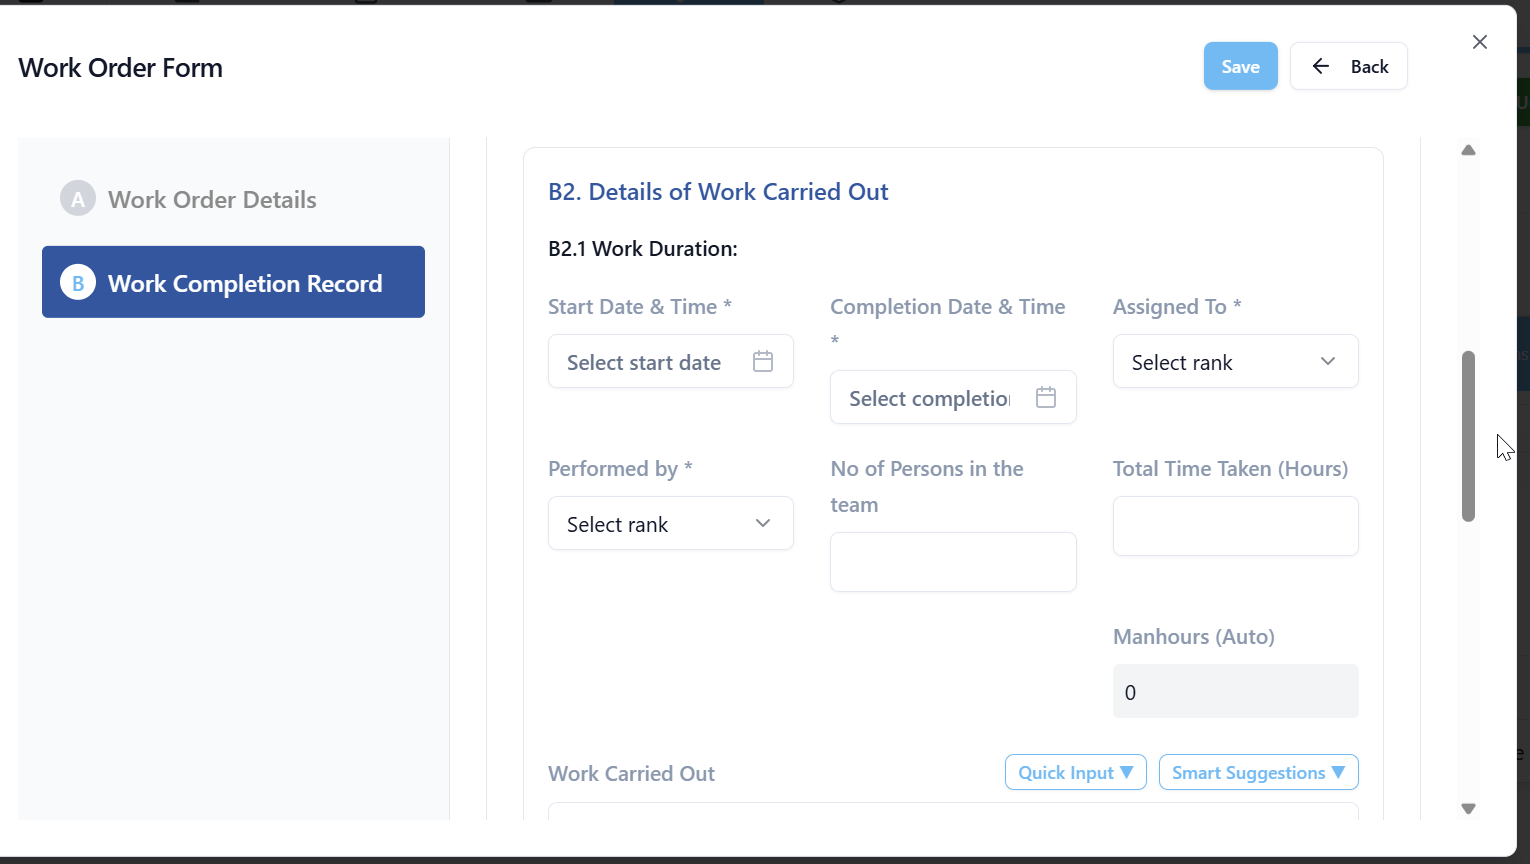 Work Order Form
Save
Back
A Work Order Details
B Work Completion Record
B2. Details of Work Carried Out
B2.1 Work Duration:
Start Date & Time *
Completion Date & Time
*
Assigned To *
Select start date
Select completion
Select rank
Performed by *
No of Persons in the
team
Total Time Taken (Hours)
Select rank
Manhours (Auto)
0
Work Carried Out
Quick Input ▼
Smart Suggestions ▼